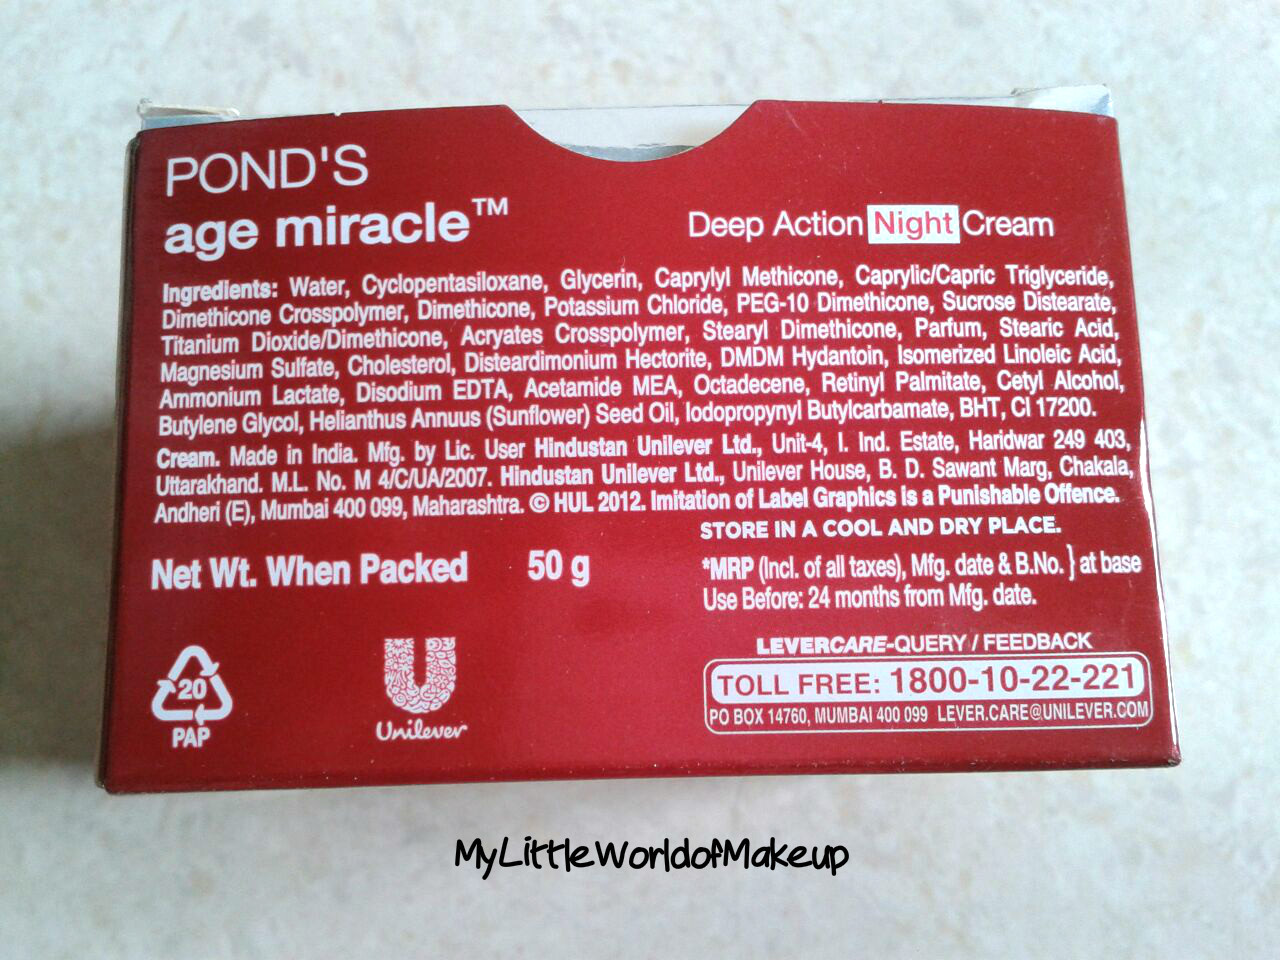 POND'S
age miracle™
Deep Action Night Cream
Ingredients: Water, Cyclopentasiloxane, Glycerin, Caprylyl Methicone, Caprylic/Capric Triglyceride,
Dimethicone Crosspolymer, Dimethicone, Potassium Chloride, PEG-10 Dimethicone, Sucrose Distearate,
Titanium Dioxide/Dimethicone, Acryates Crosspolymer, Stearyl Dimethicone, Parfum, Stearic Acid,
Magnesium Sulfate, Cholesterol, Disteardimonium Hectorite, DMDM Hydantoin, Isomerized Linoleic Acid,
Ammonium Lactate, Disodium EDTA, Acetamide MEA, Octadecene, Retinyl Palmitate, Cetyl Alcohol,
Butylene Glycol, Helianthus Annuus (Sunflower) Seed Oil, Iodopropynyl Butylcarbamate, BHT, CI 17200.
Cream. Made in India. Mfg. by Lic. User Hindustan Unilever Ltd., Unit-4, I. Ind. Estate, Haridwar 249 403,
Uttarakhand. M.L. No. M 4/C/UA/2007. Hindustan Unilever Ltd., Unilever House, B. D. Sawant Marg, Chakala,
Andheri (E), Mumbai 400 099, Maharashtra. © HUL 2012. Imitation of Label Graphics is a Punishable Offence.
STORE IN A COOL AND DRY PLACE.
Net Wt. When Packed 50 g
*MRP (Incl. of all taxes), Mfg. date & B.No. } at base
Use Before: 24 months from Mfg. date.
LEVERCARE-QUERY / FEEDBACK
TOLL FREE: 1800-10-22-221
PO BOX 14760, MUMBAI 400 099 LEVER.CARE@UNILEVER.COM
20
PAP
Unilever
MyLittleWorldofMakeup